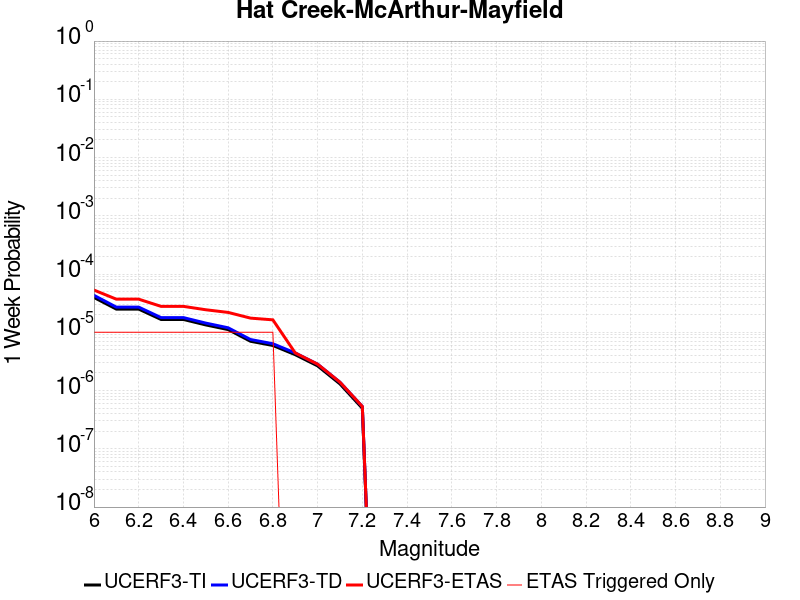 Hat Creek-McArthur-Mayfield
10^0
10^-1
10^-2
10^-3
10^-4
10^-5
10^-6
10^-7
10^-8
1 Week Probability
6 6.2 6.4 6.6 6.8 7 7.2 7.4 7.6 7.8 8 8.2 8.4 8.6 8.8 9
Magnitude
UCERF3-TI UCERF3-TD UCERF3-ETAS ETAS Triggered Only